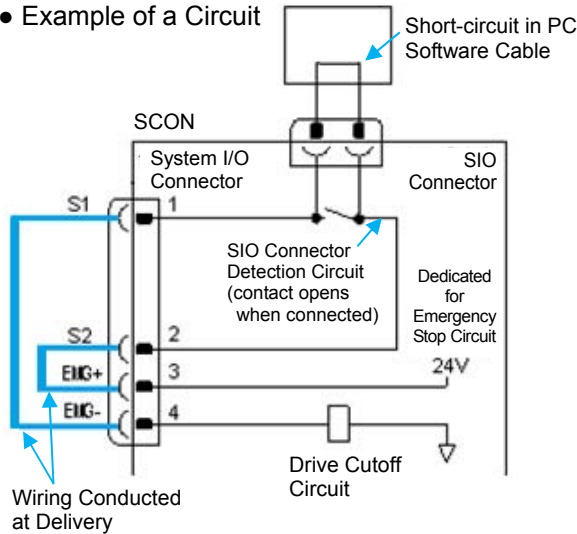 ● Example of a Circuit
Short-circuit in PC
Software Cable
SCON
System I/O
Connector
SIO
Connector
S1
1
SIO Connector
Detection Circuit
(contact opens
when connected)
Dedicated
for
Emergency
Stop Circuit
S2
2
EMG+
3
24V
EMG-
4
Drive Cutoff
Circuit
Wiring Conducted
at Delivery